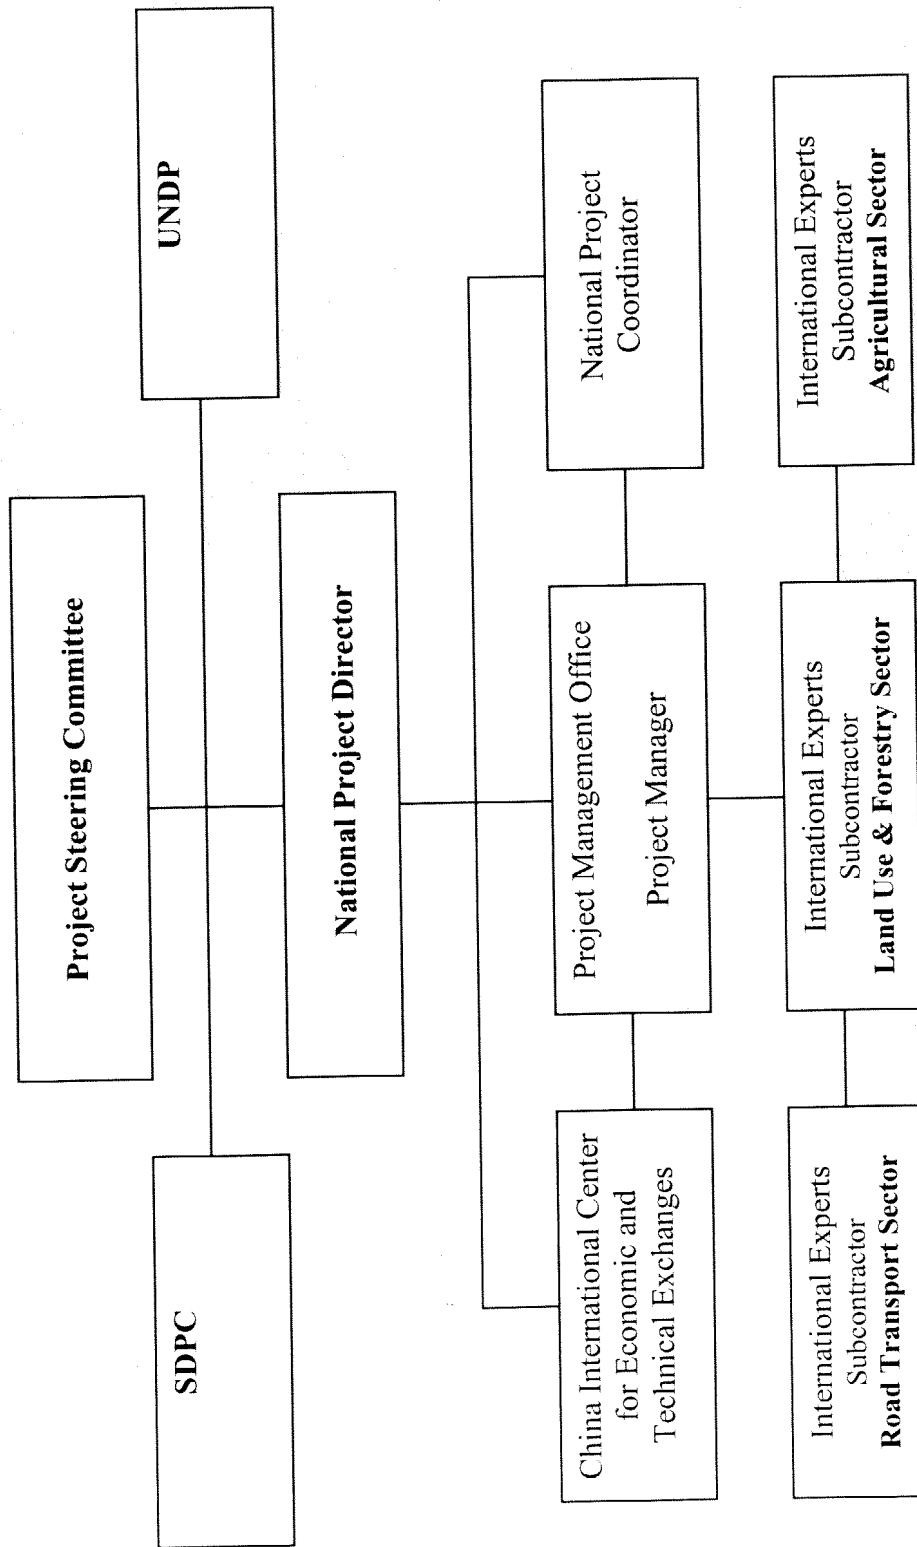 Project Steering Committee
SDPC
UNDP
National Project Director
China International Center
for Economic and
Technical Exchanges
Project Management Office
Project Manager
National Project
Coordinator
International Experts
Subcontractor
Road Transport Sector
International Experts
Subcontractor
Land Use & Forestry Sector
International Experts
Subcontractor
Agricultural Sector